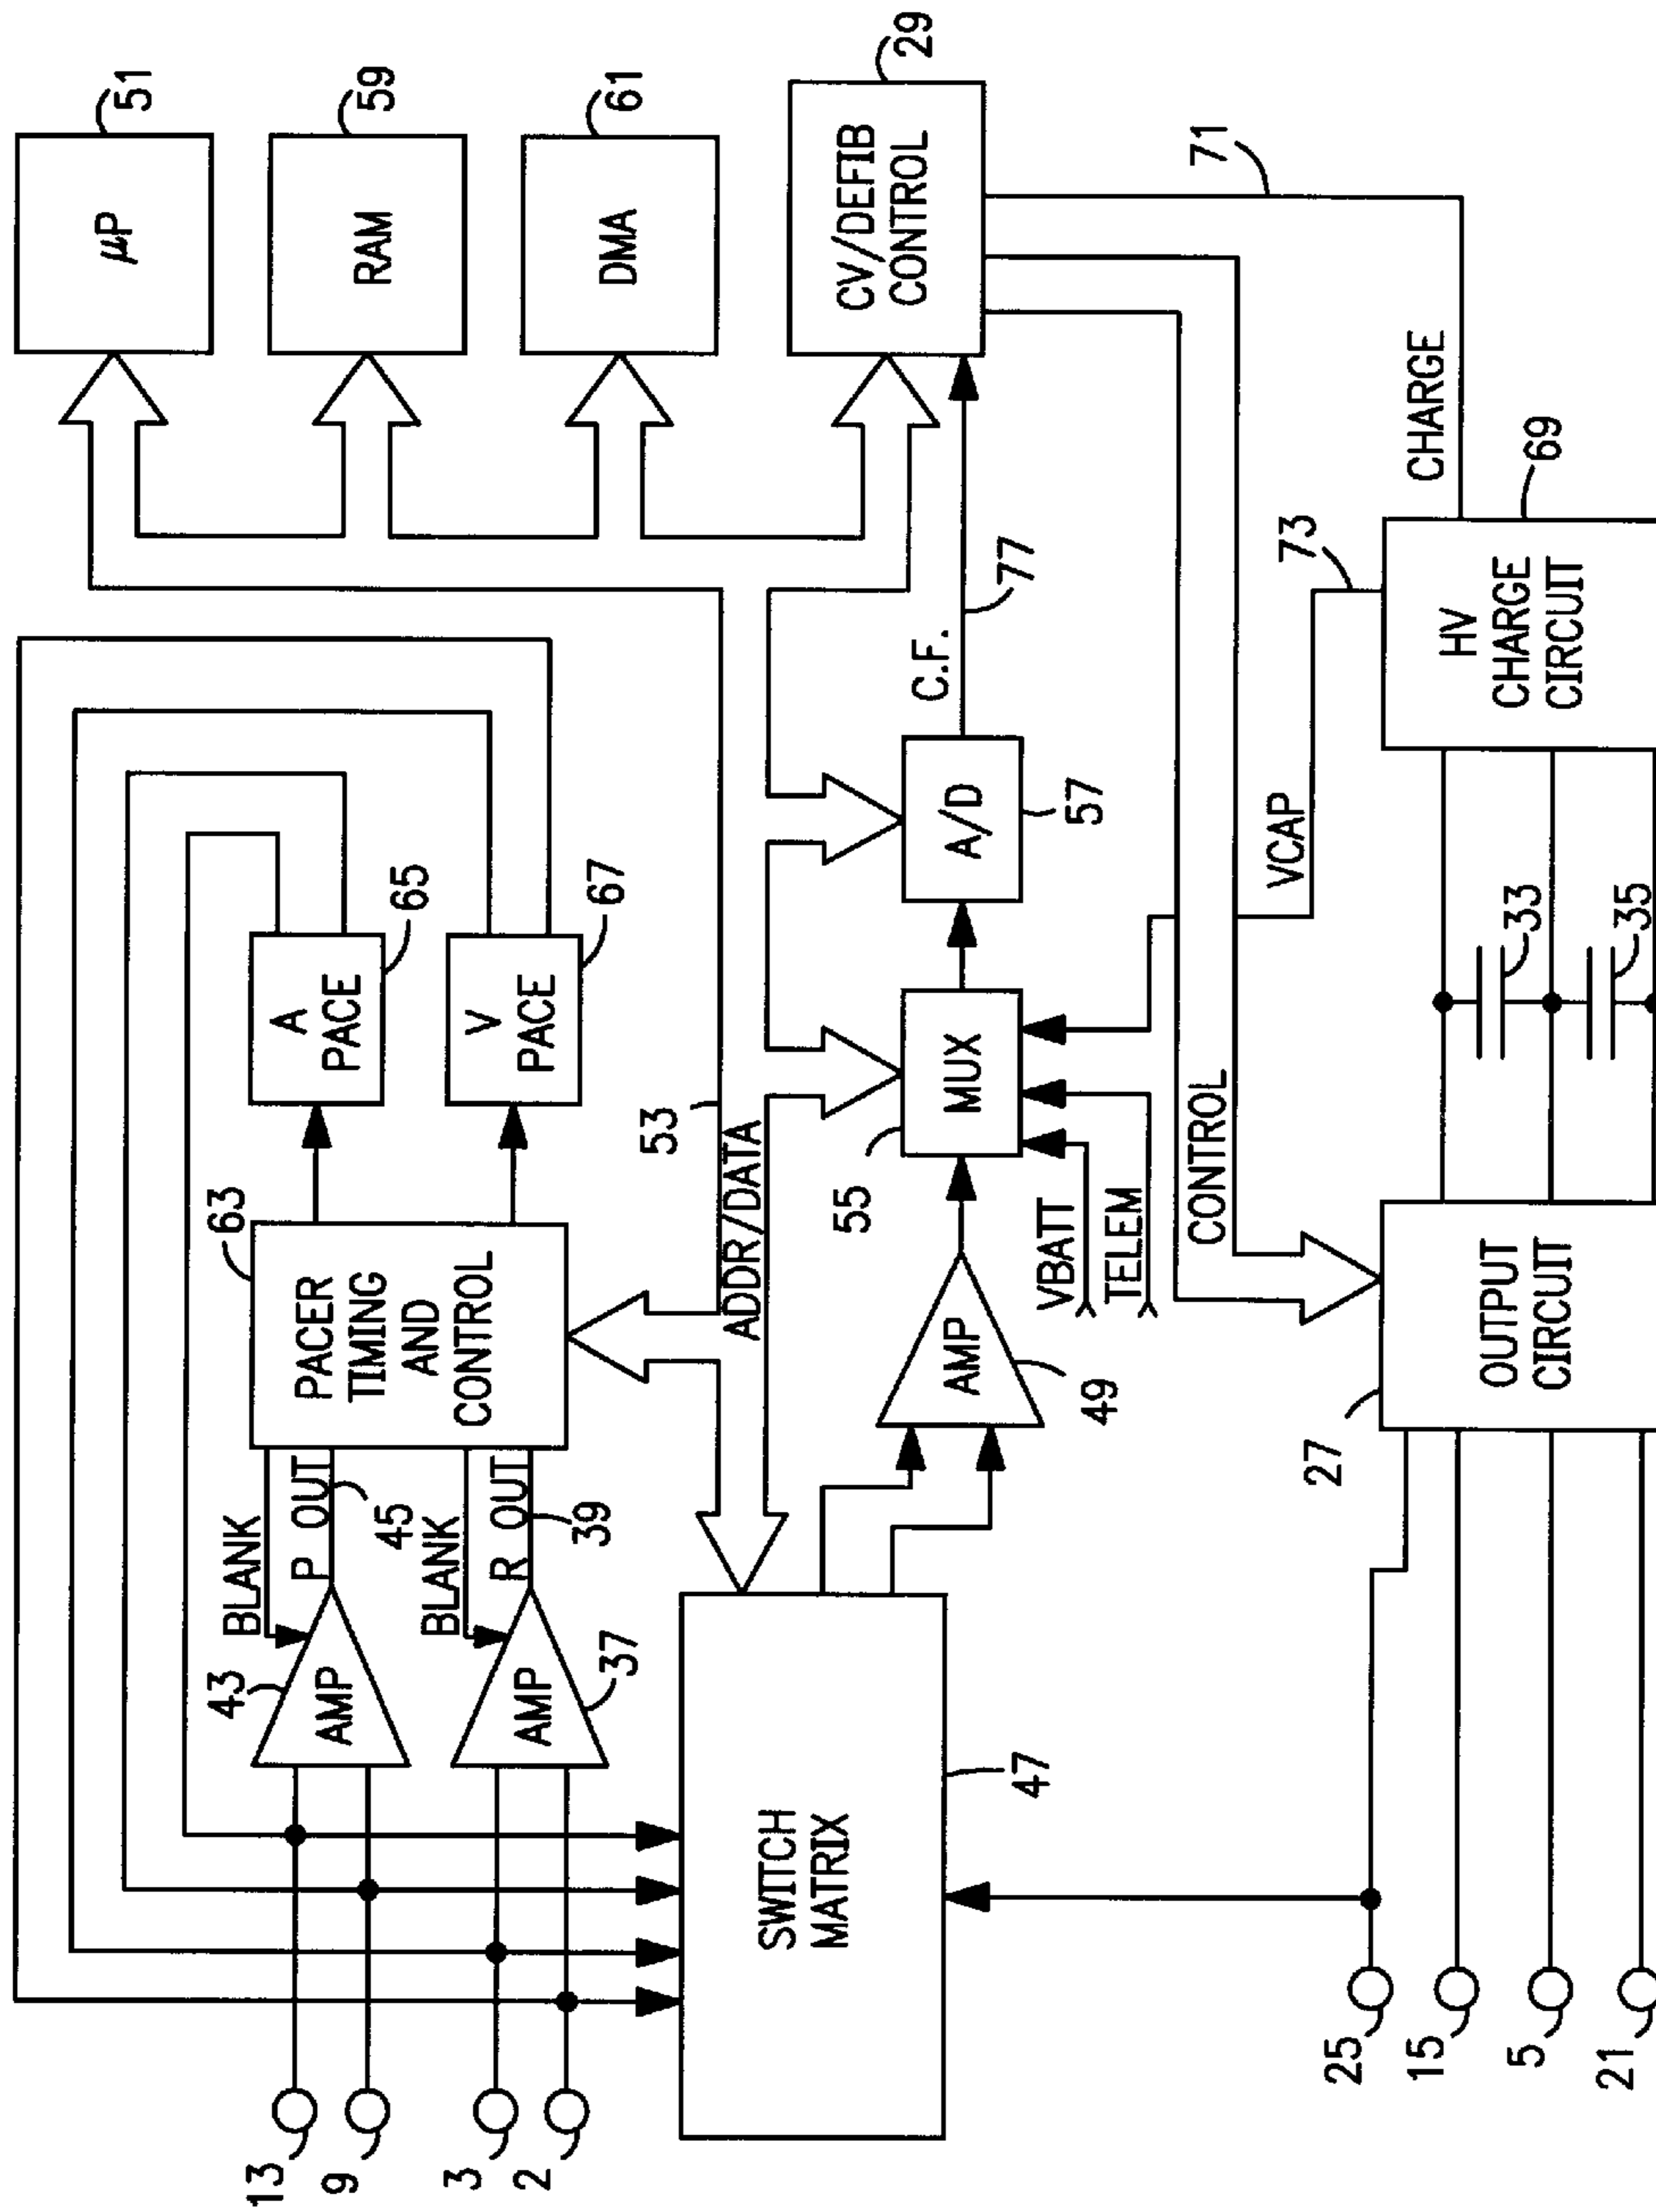 13
9
3
2
43
AMP
BLANK
P OUT
45
37
AMP
BLANK
R OUT
39
63
PACER
TIMING
AND
CONTROL
A
PACE
65
V
PACE
67
53
ADDR/DATA
μP
51
RAM
59
DMA
61
CV/DEFIB
CONTROL
29
SWITCH
MATRIX
47
AMP
49
55
MUX
VBATT
TELEM
A/D
57
C.F.
77
71
CONTROL
VCAP
73
CHARGE
25
15
5
21
27
OUTPUT
CIRCUIT
33
35
HV
CHARGE
CIRCUIT
69